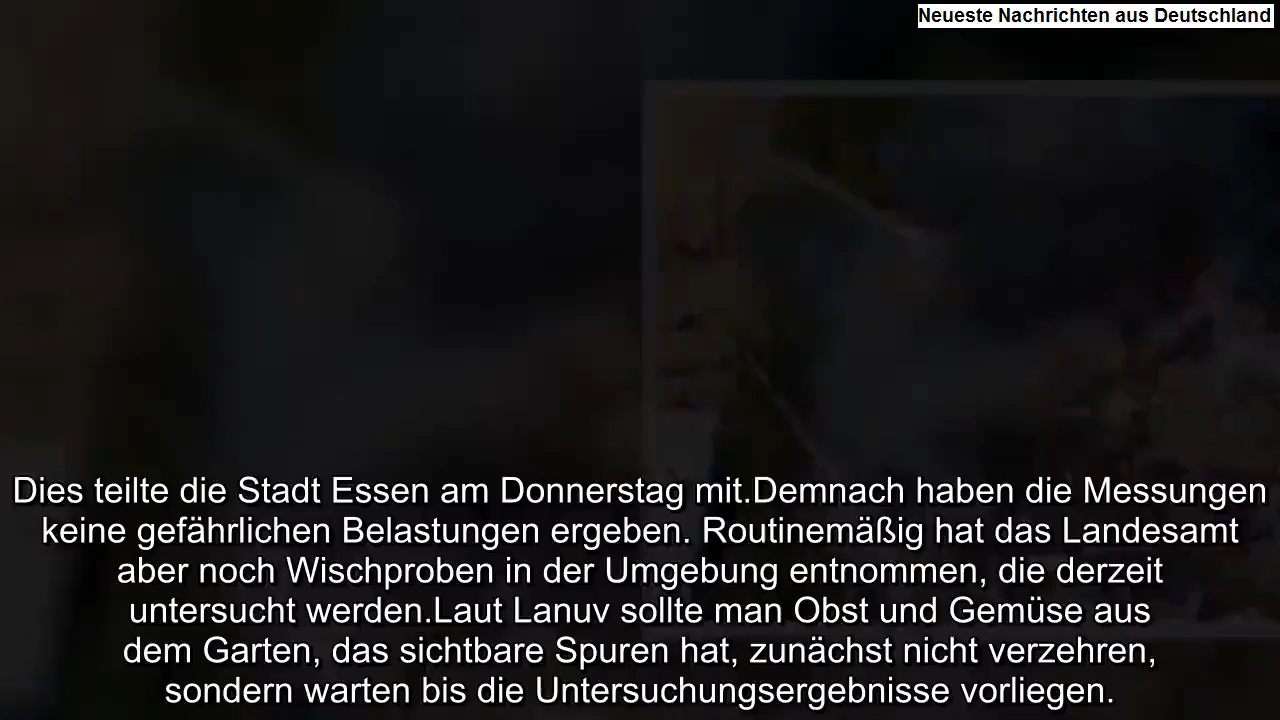 Neueste Nachrichten aus Deutschland
Dies teilte die Stadt Essen am Donnerstag mit.Demnach haben die Messungen
keine gefährlichen Belastungen ergeben. Routinemäßig hat das Landesamt
aber noch Wischproben in der Umgebung entnommen, die derzeit
untersucht werden.Laut Lanuv sollte man Obst und Gemüse aus
dem Garten, das sichtbare Spuren hat, zunächst nicht verzehren,
sondern warten bis die Untersuchungsergebnisse vorliegen.